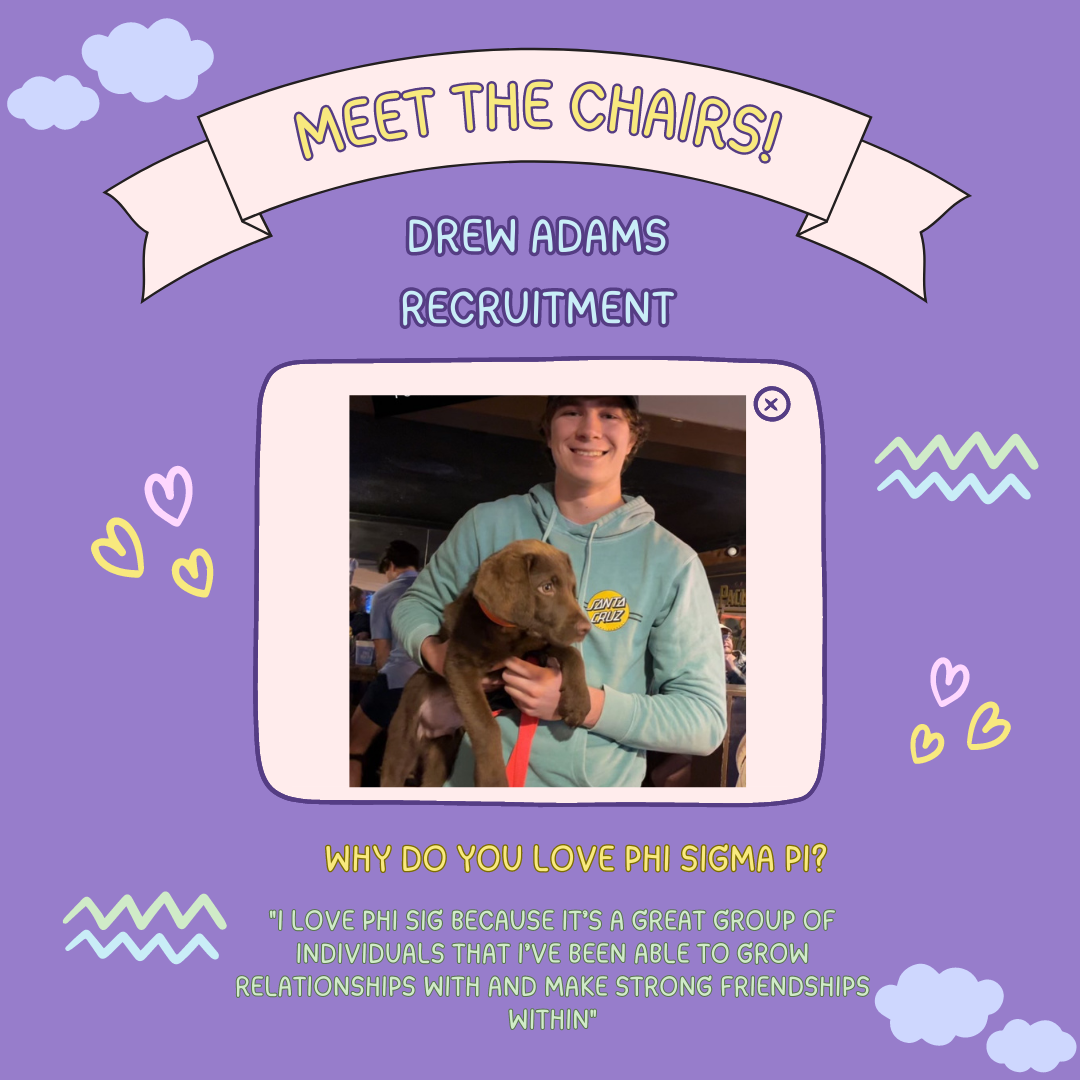 MEET THE CHAIRS!
DREW ADAMS
RECRUITMENT
SANTA
CRUZ
WHY DO YOU LOVE PHI SIGMA PI?
"I LOVE PHI SIG BECAUSE IT'S A GREAT GROUP OF
INDIVIDUALS THAT I'VE BEEN ABLE TO GROW
RELATIONSHIPS WITH AND MAKE STRONG FRIENDSHIPS
WITHIN"